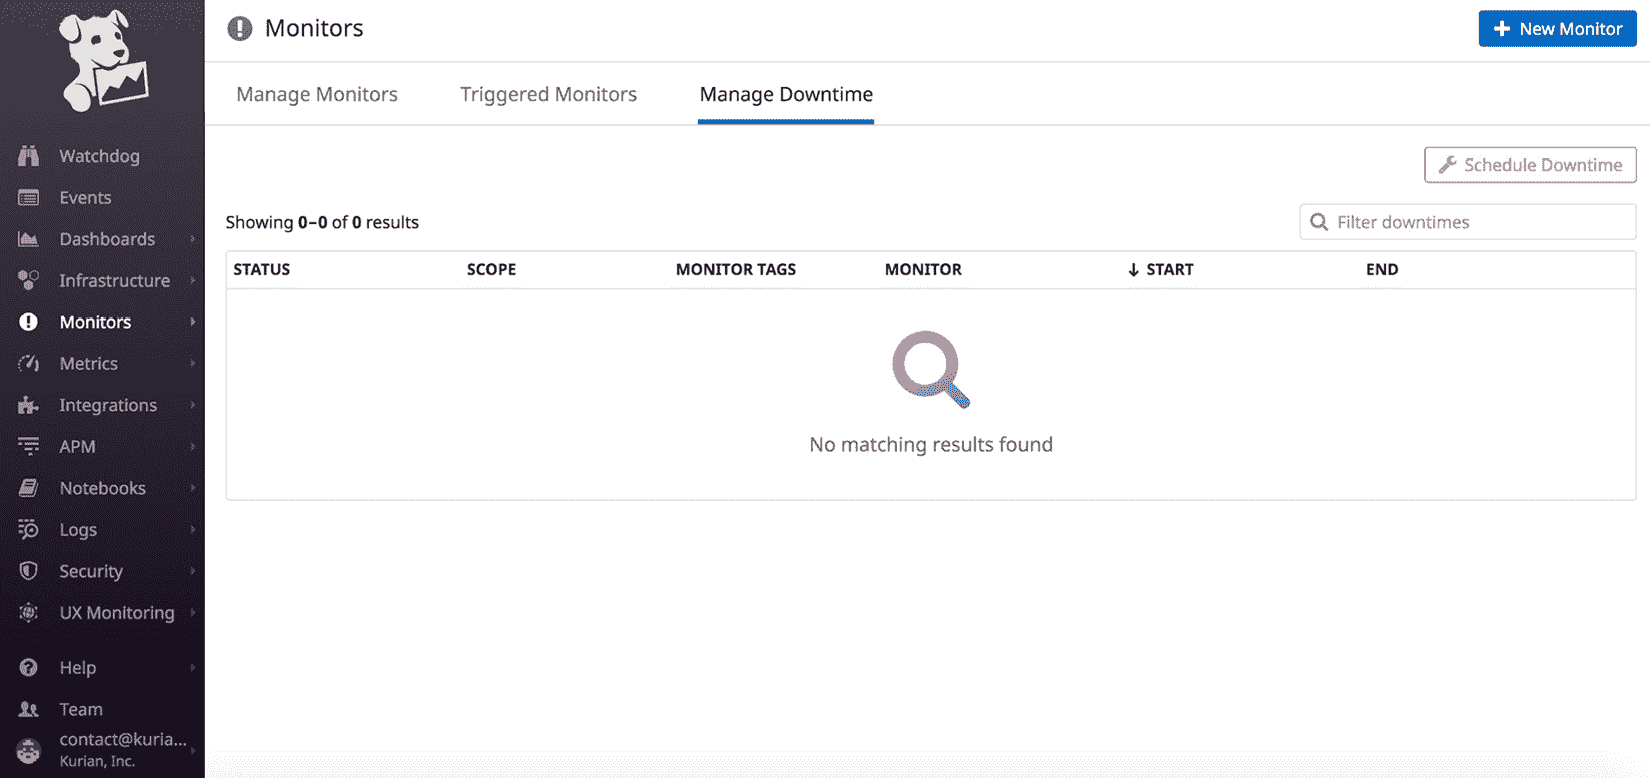 Monitors
+ New Monitor
Manage Monitors
Triggered Monitors
Manage Downtime
Schedule Downtime
Showing 0–0 of 0 results
Filter downtimes
STATUS SCOPE MONITOR TAGS MONITOR ↓ START END
No matching results found
Watchdog
Events
Dashboards
Infrastructure
Monitors
Metrics
Integrations
APM
Notebooks
Logs
Security
UX Monitoring
Help
Team
contact@kuria...
Kurian, Inc.